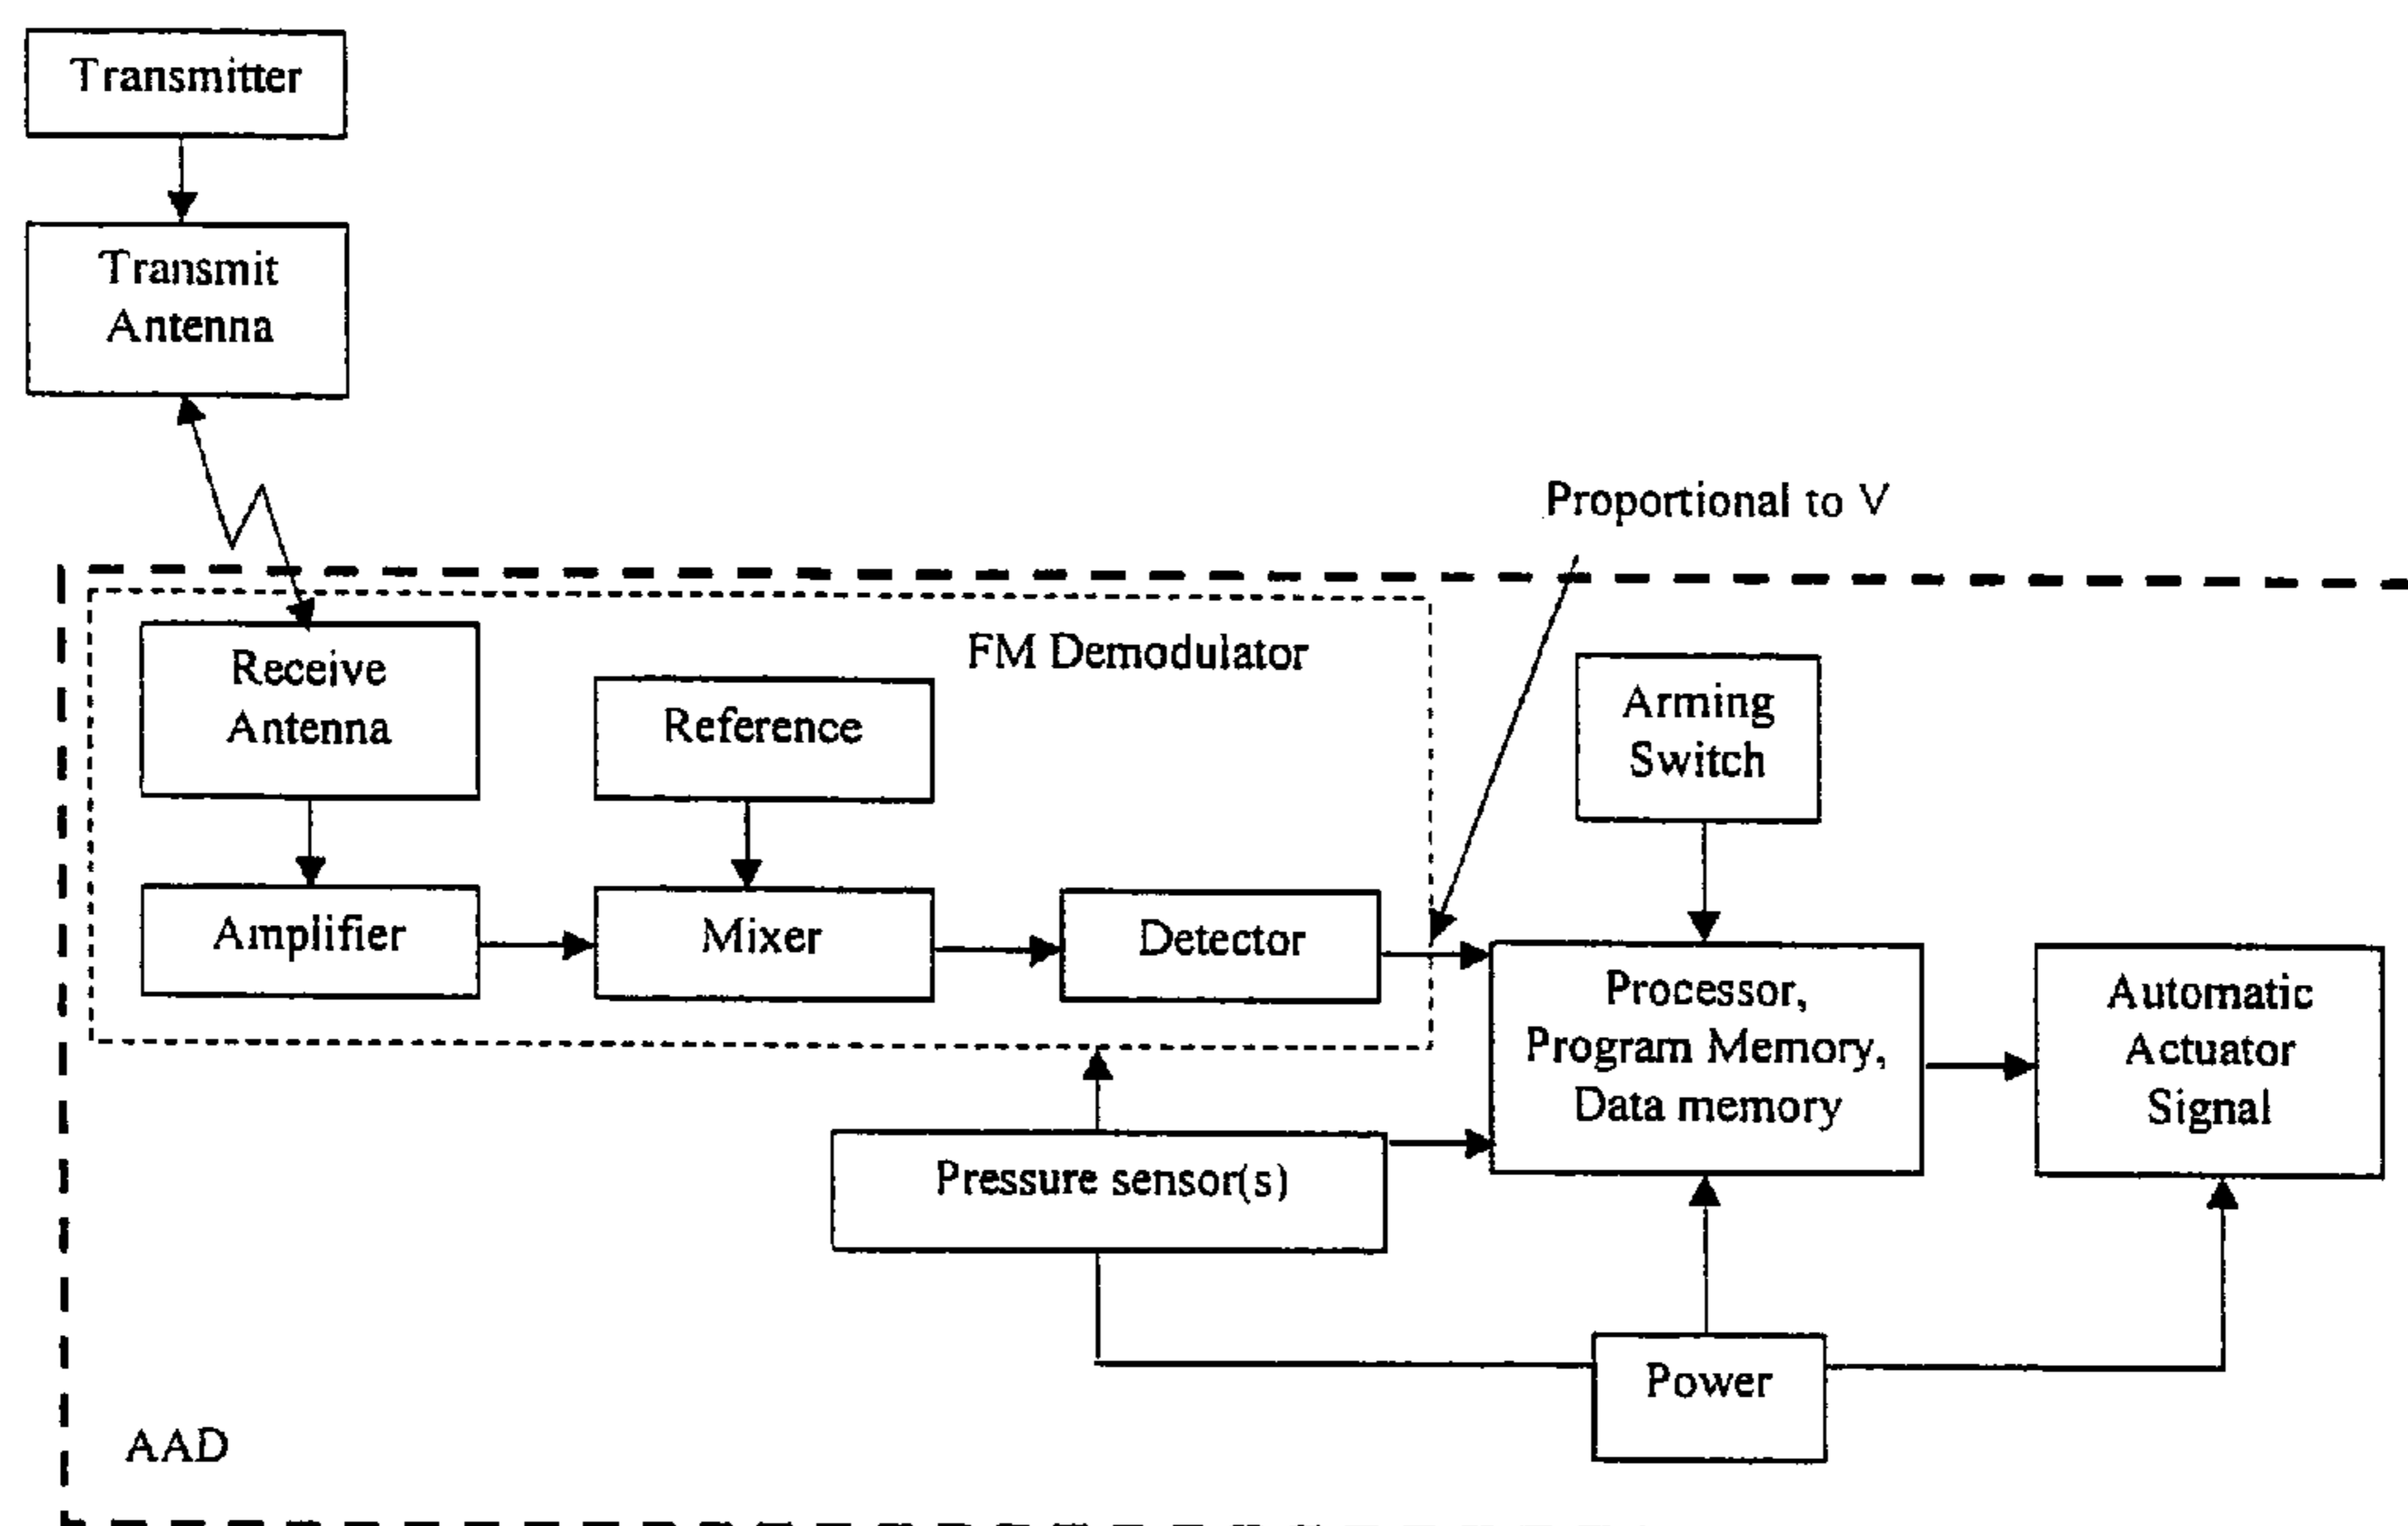 Transmitter
Transmit
Antenna
Proportional to V
FM Demodulator
Receive
Antenna
Reference
Arming
Switch
Amplifier
Mixer
Detector
Processor,
Program Memory,
Data memory
Automatic
Actuator
Signal
Pressure sensor(s)
Power
AAD